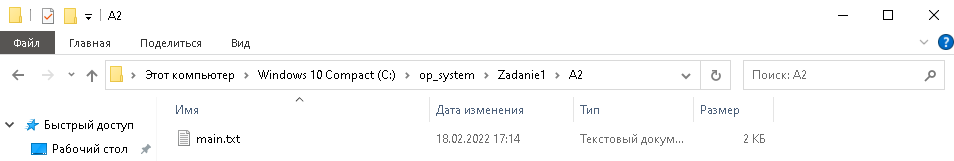 A2
Файл Главная Поделиться Вид
Этот компьютер Windows 10 Compact (C:) op_system Zadanie1 A2 Поиск: A2
Имя Дата изменения Тип Размер
Быстрый доступ
main.txt 18.02.2022 17:14 Текстовый докум... 2 КБ
Рабочий стол